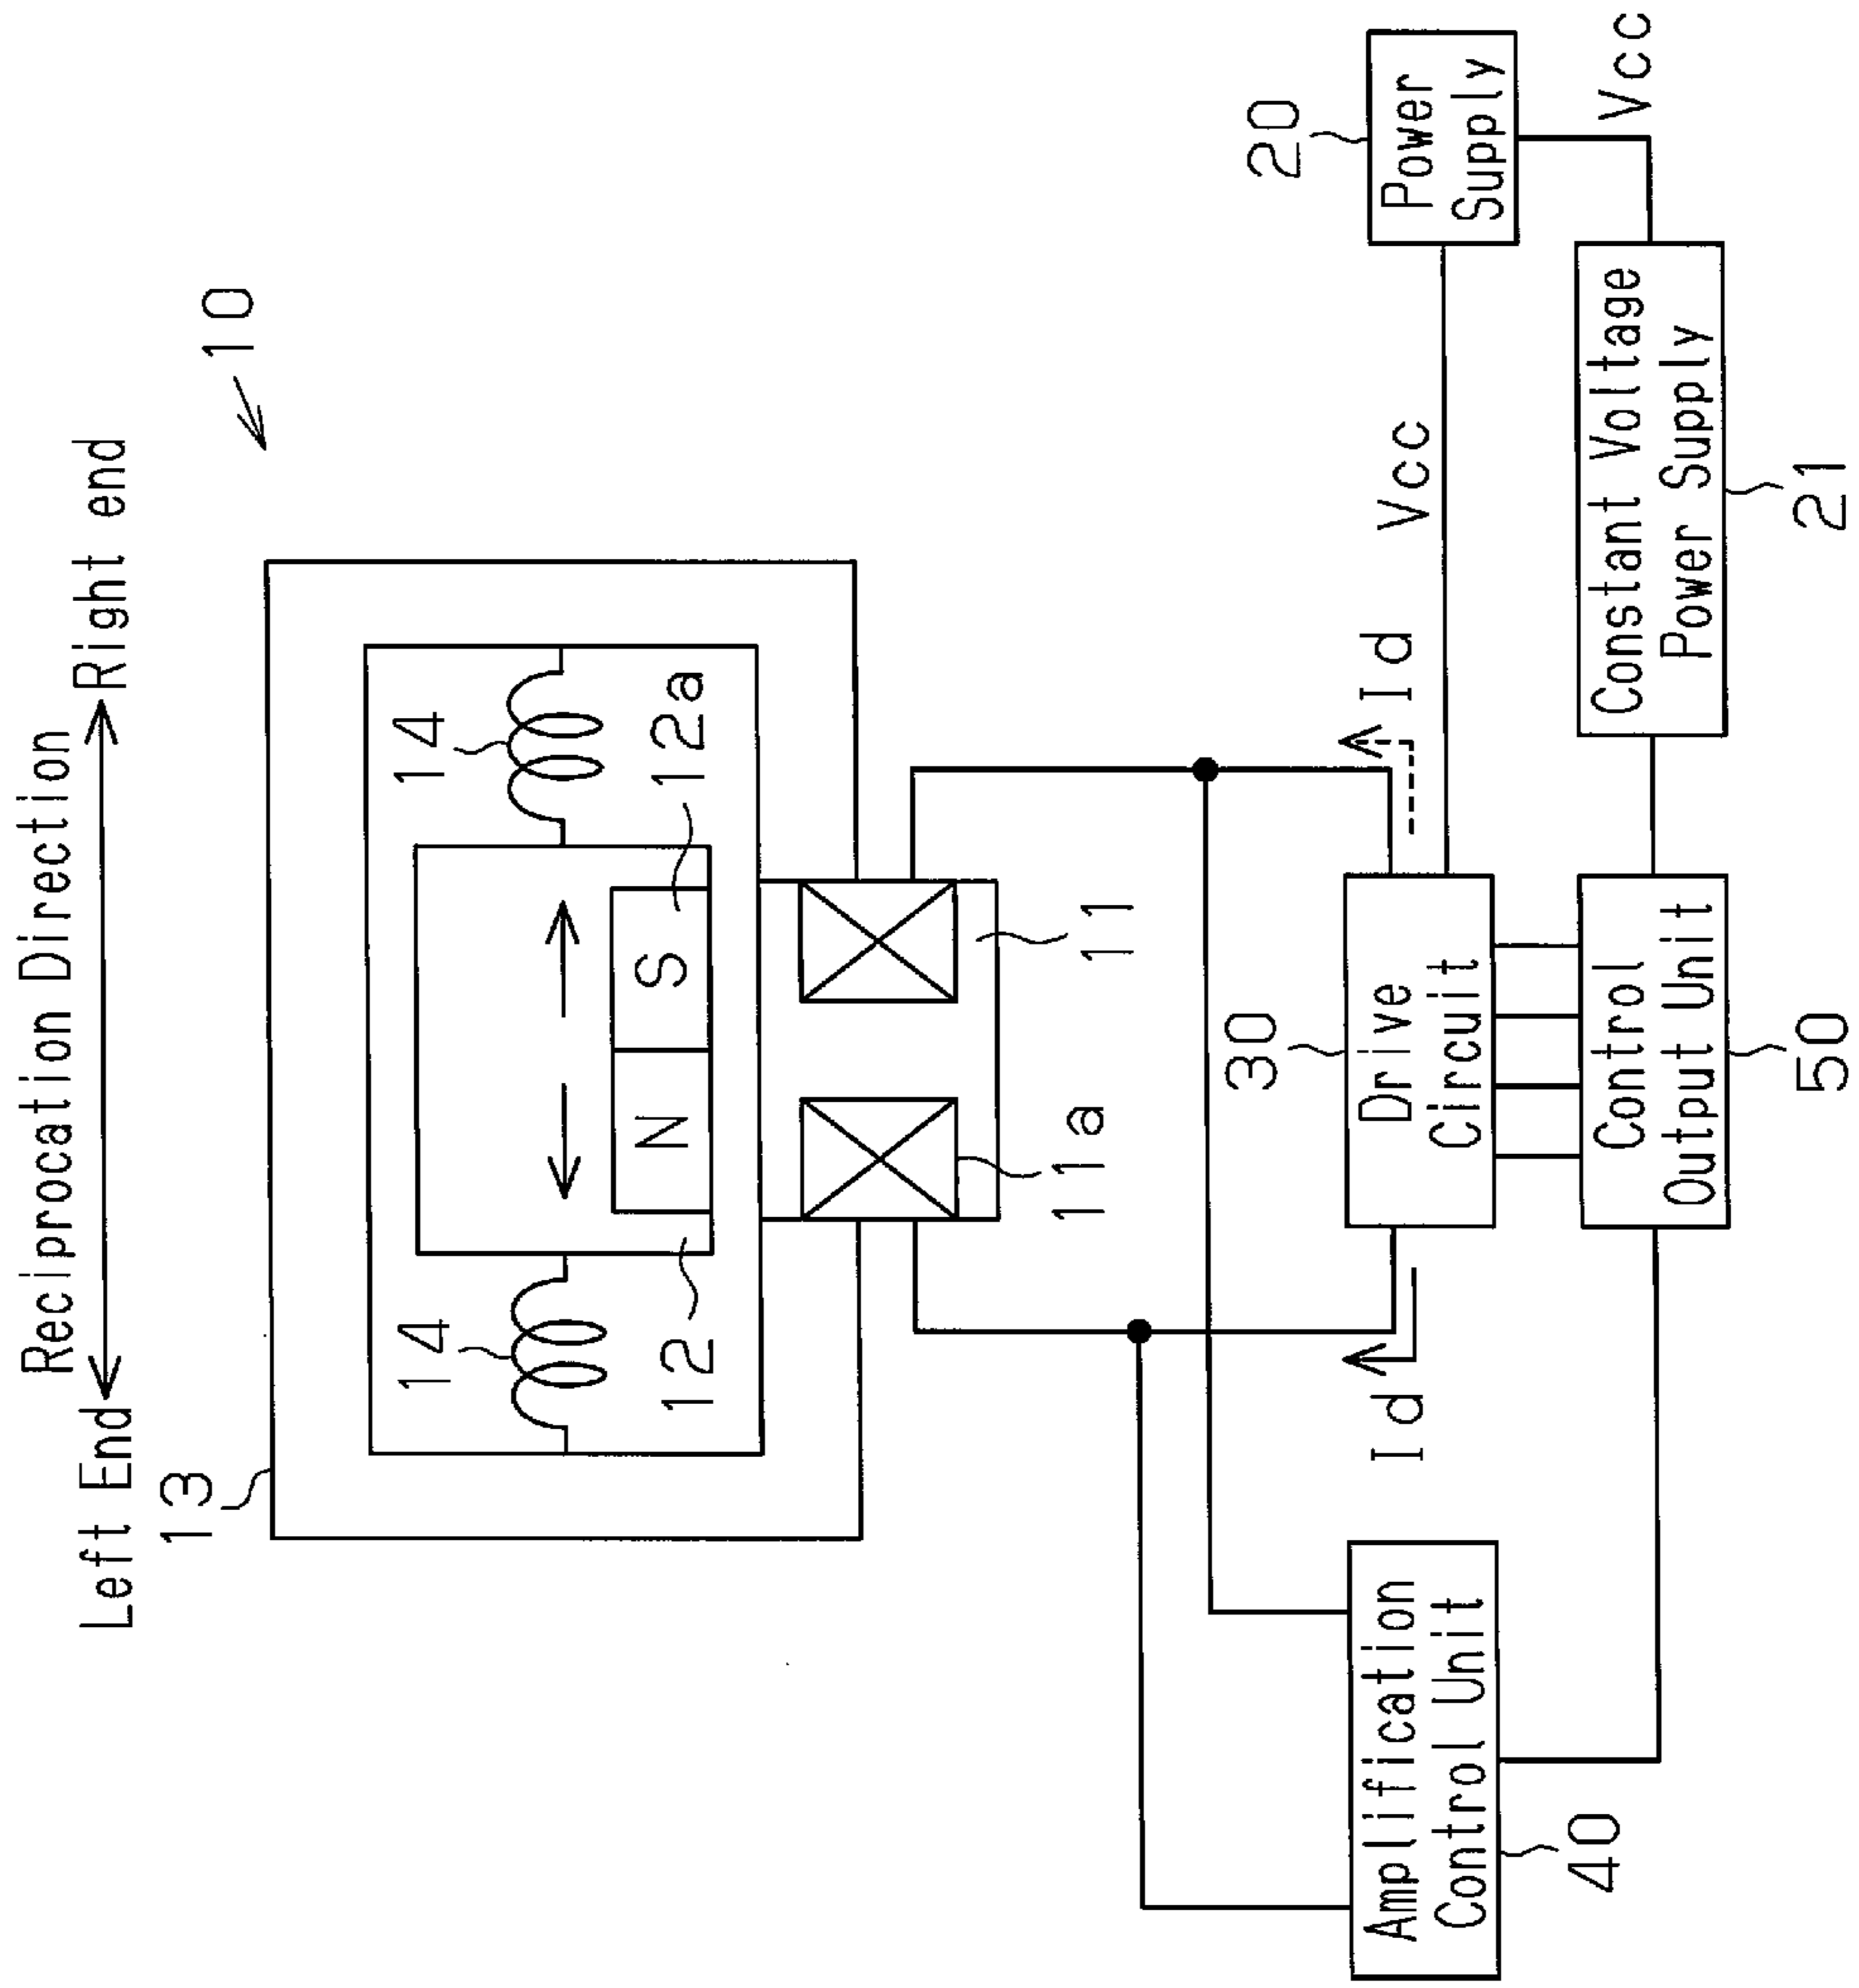 Reciprocation Direction
Left End
Right end
10
13
14
14
12
12a
N
S
11a
11
Id
Id
30
20
Vcc
Amplification
Control Unit
Drive
Circuit
Power
Supply
40
Control
Output Unit
Constant Voltage
Power Supply
Vcc
50
21